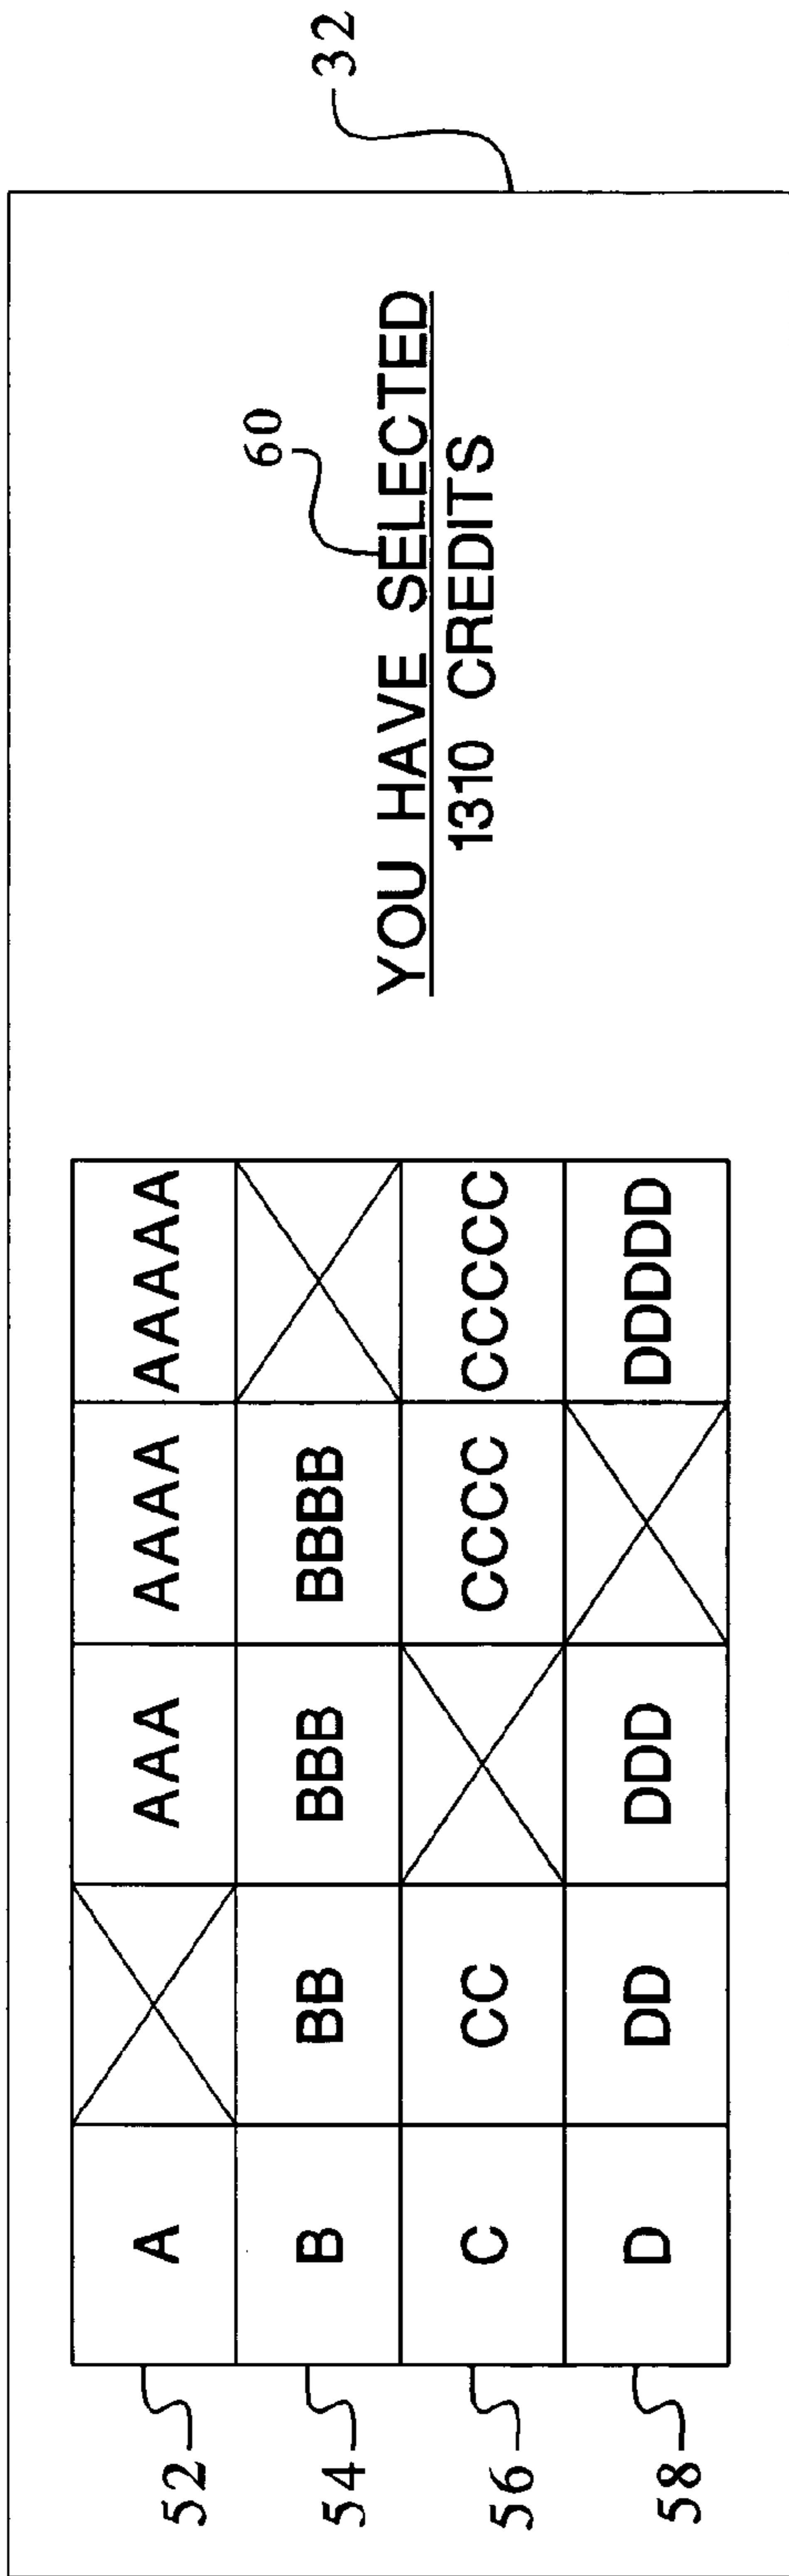 32
60
YOU HAVE SELECTED
1310 CREDITS
52 A AAA AAAA AAAAA
54 B BB BBB BBBB
56 C CC CCCC CCCCC
58 D DD DDD DDDDD